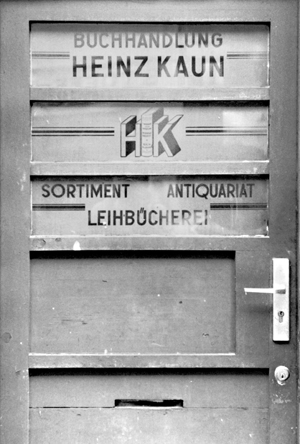 BUCHHANDLUNG
HEINZ KAUN
HK
SORTIMENT ANTIQUARIAT
LEIHBÜCHEREI